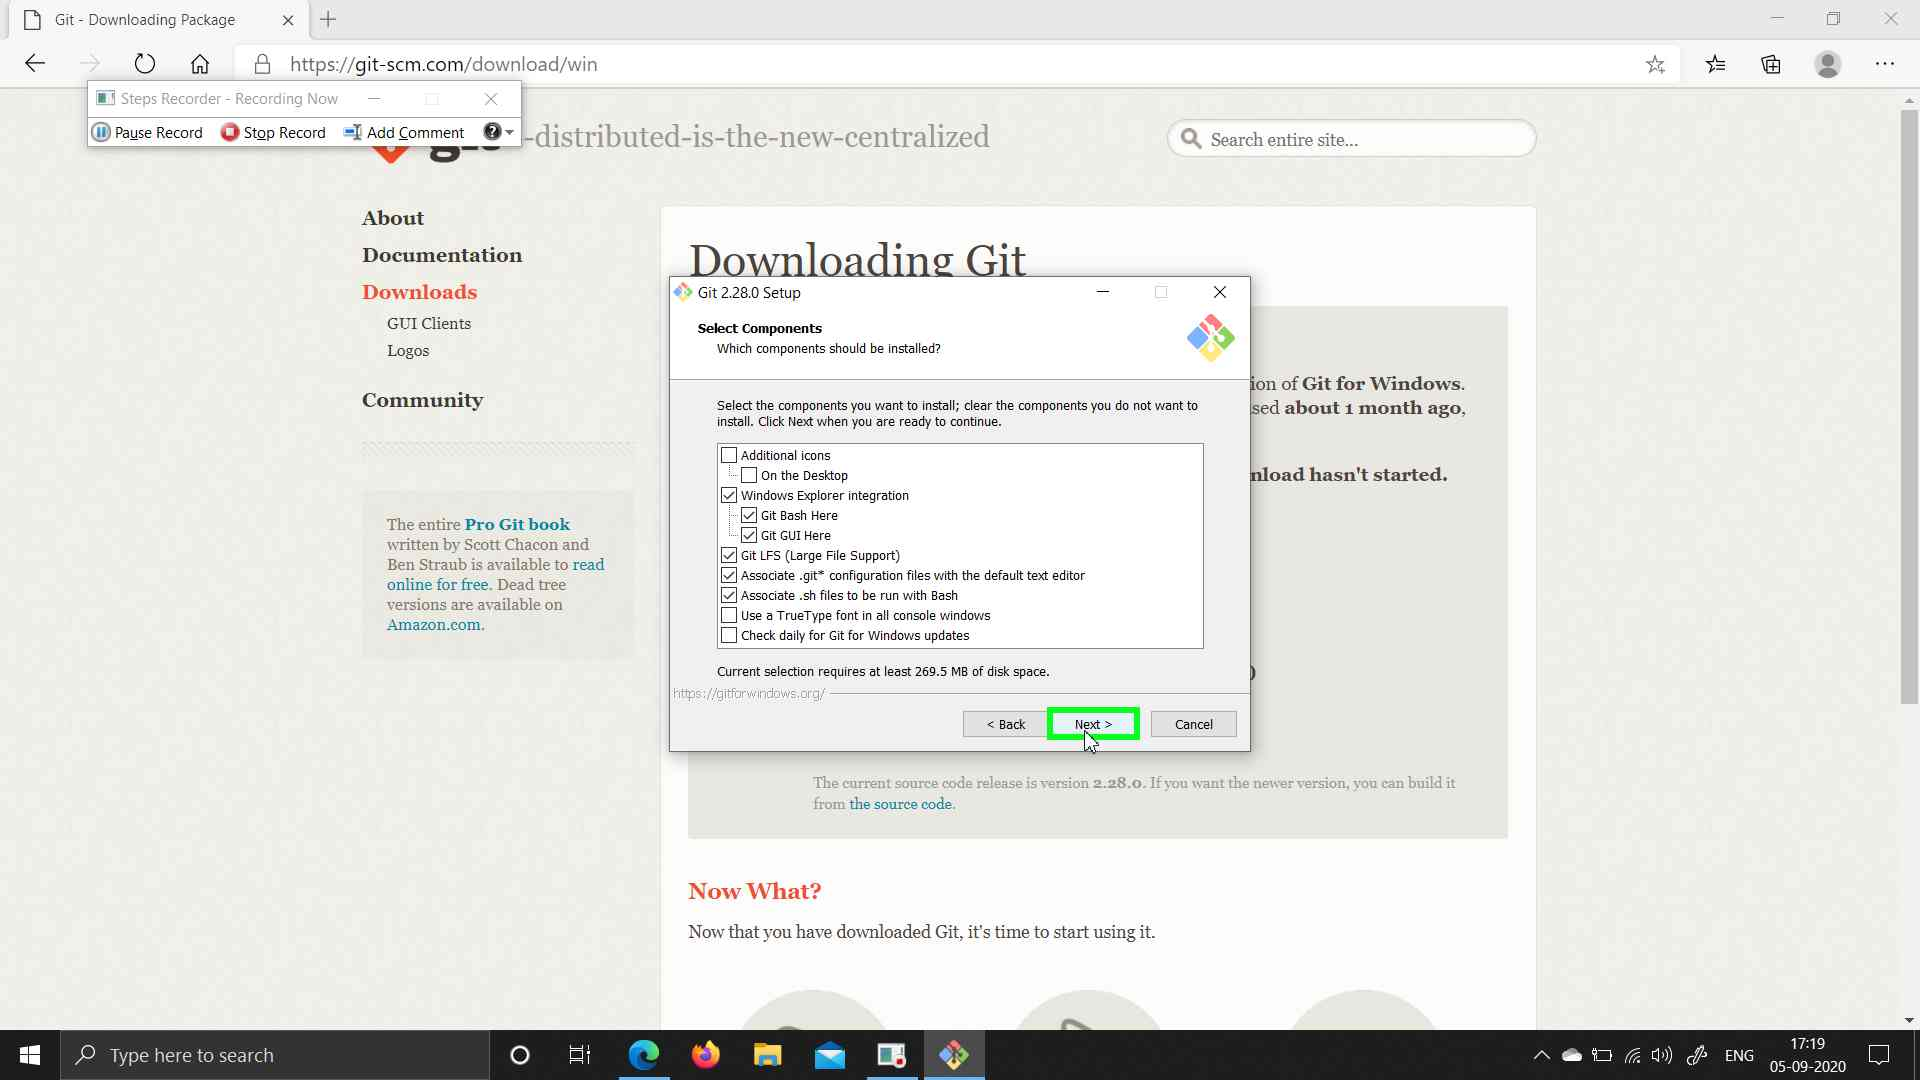 Git - Downloading Package
https://git-scm.com/download/win
Steps Recorder - Recording Now
Pause Record Stop Record Add Comment
-distributed-is-the-new-centralized
Search entire site...
About
Documentation
Downloads
GUI Clients
Logos
Community
The entire Pro Git book
written by Scott Chacon and
Ben Straub is available to read
online for free. Dead tree
versions are available on
Amazon.com.
Downloading Git
Git 2.28.0 Setup
Select Components
Which components should be installed?
Select the components you want to install; clear the components you do not want to
install. Click Next when you are ready to continue.
Additional icons
On the Desktop
Windows Explorer integration
Git Bash Here
Git GUI Here
Git LFS (Large File Support)
Associate .git* configuration files with the default text editor
Associate .sh files to be run with Bash
Use a TrueType font in all console windows
Check daily for Git for Windows updates
Current selection requires at least 269.5 MB of disk space.
https://gitforwindows.org/
< Back Next > Cancel
ion of Git for Windows.
sed about 1 month ago,
nload hasn't started.
The current source code release is version 2.28.0. If you want the newer version, you can build it
from the source code.
Now What?
Now that you have downloaded Git, it's time to start using it.
Type here to search
ENG
17:19
05-09-2020